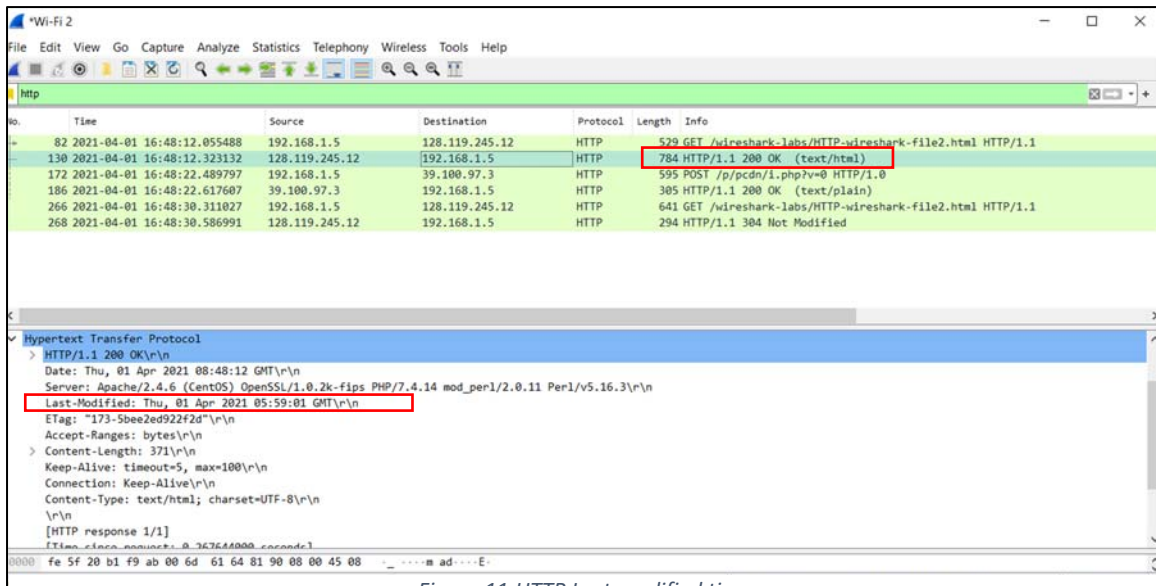 *Wi-Fi 2
File Edit View Go Capture Analyze Statistics Telephony Wireless Tools Help
http
No. Time Source Destination Protocol Length Info
82 2021-04-01 16:48:12.055488 192.168.1.5 128.119.245.12 HTTP 529 GET /wireshark-labs/HTTP-wireshark-file2.html HTTP/1.1
130 2021-04-01 16:48:12.323132 128.119.245.12 192.168.1.5 HTTP 784 HTTP/1.1 200 OK (text/html)
172 2021-04-01 16:48:22.489797 192.168.1.5 39.100.97.3 HTTP 595 POST /p/pcdn/i.php?v=0 HTTP/1.0
186 2021-04-01 16:48:22.617607 39.100.97.3 192.168.1.5 HTTP 305 HTTP/1.1 200 OK (text/plain)
266 2021-04-01 16:48:30.311027 192.168.1.5 128.119.245.12 HTTP 641 GET /wireshark-labs/HTTP-wireshark-file2.html HTTP/1.1
268 2021-04-01 16:48:30.586991 128.119.245.12 192.168.1.5 HTTP 294 HTTP/1.1 304 Not Modified
Hypertext Transfer Protocol
HTTP/1.1 200 OK\r\n
Date: Thu, 01 Apr 2021 08:48:12 GMT\r\n
Server: Apache/2.4.6 (CentOS) OpenSSL/1.0.2k-fips PHP/7.4.14 mod_perl/2.0.11 Perl/v5.16.3\r\n
Last-Modified: Thu, 01 Apr 2021 05:59:01 GMT\r\n
ETag: "173-5bee2ed922f2d"\r\n
Accept-Ranges: bytes\r\n
Content-Length: 371\r\n
Keep-Alive: timeout=5, max=100\r\n
Connection: Keep-Alive\r\n
Content-Type: text/html; charset=UTF-8\r\n
\r\n
[HTTP response 1/1]
[Time since request: 0.267644000 seconds]
0000 fe 5f 20 b1 f9 ab 00 6d 61 64 81 90 08 00 45 08 ·_ ····m ad····E·